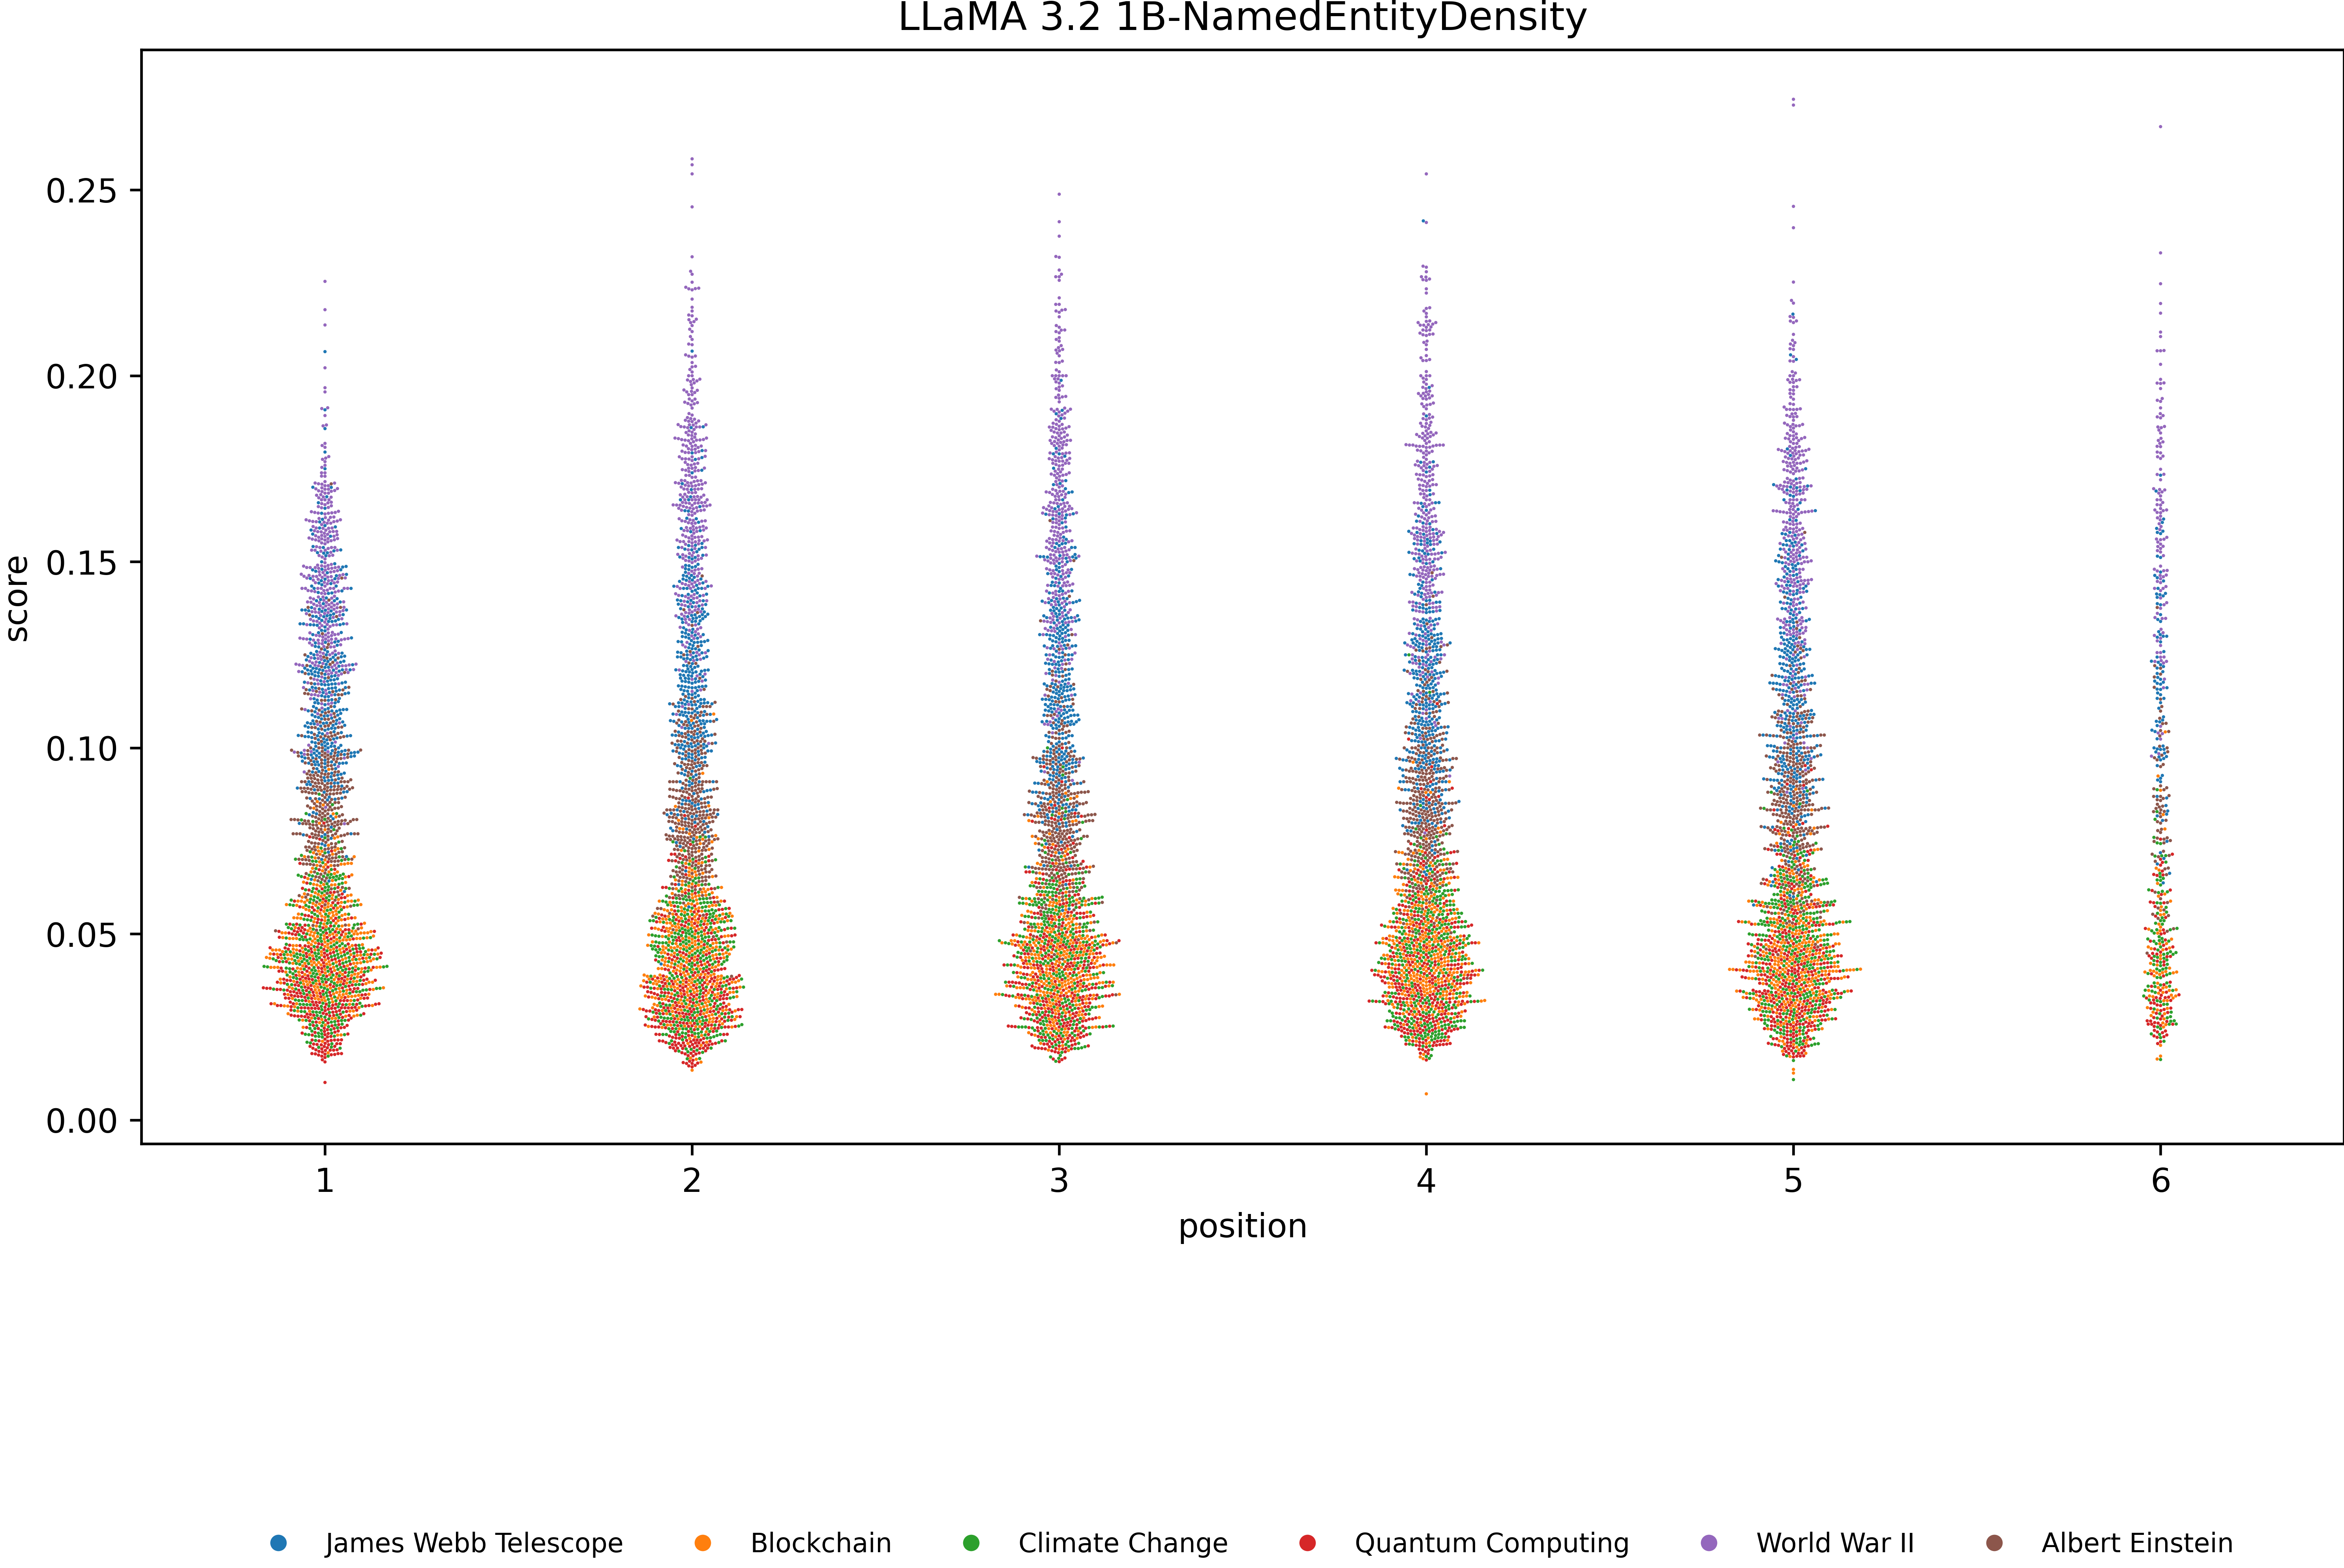 LLaMA 3.2 1B-NamedEntityDensity
0.25
0.20
0.15
0.10
0.05
0.00
score
1 2 3 4 5 6
position
James Webb Telescope Blockchain Climate Change Quantum Computing World War II Albert Einstein